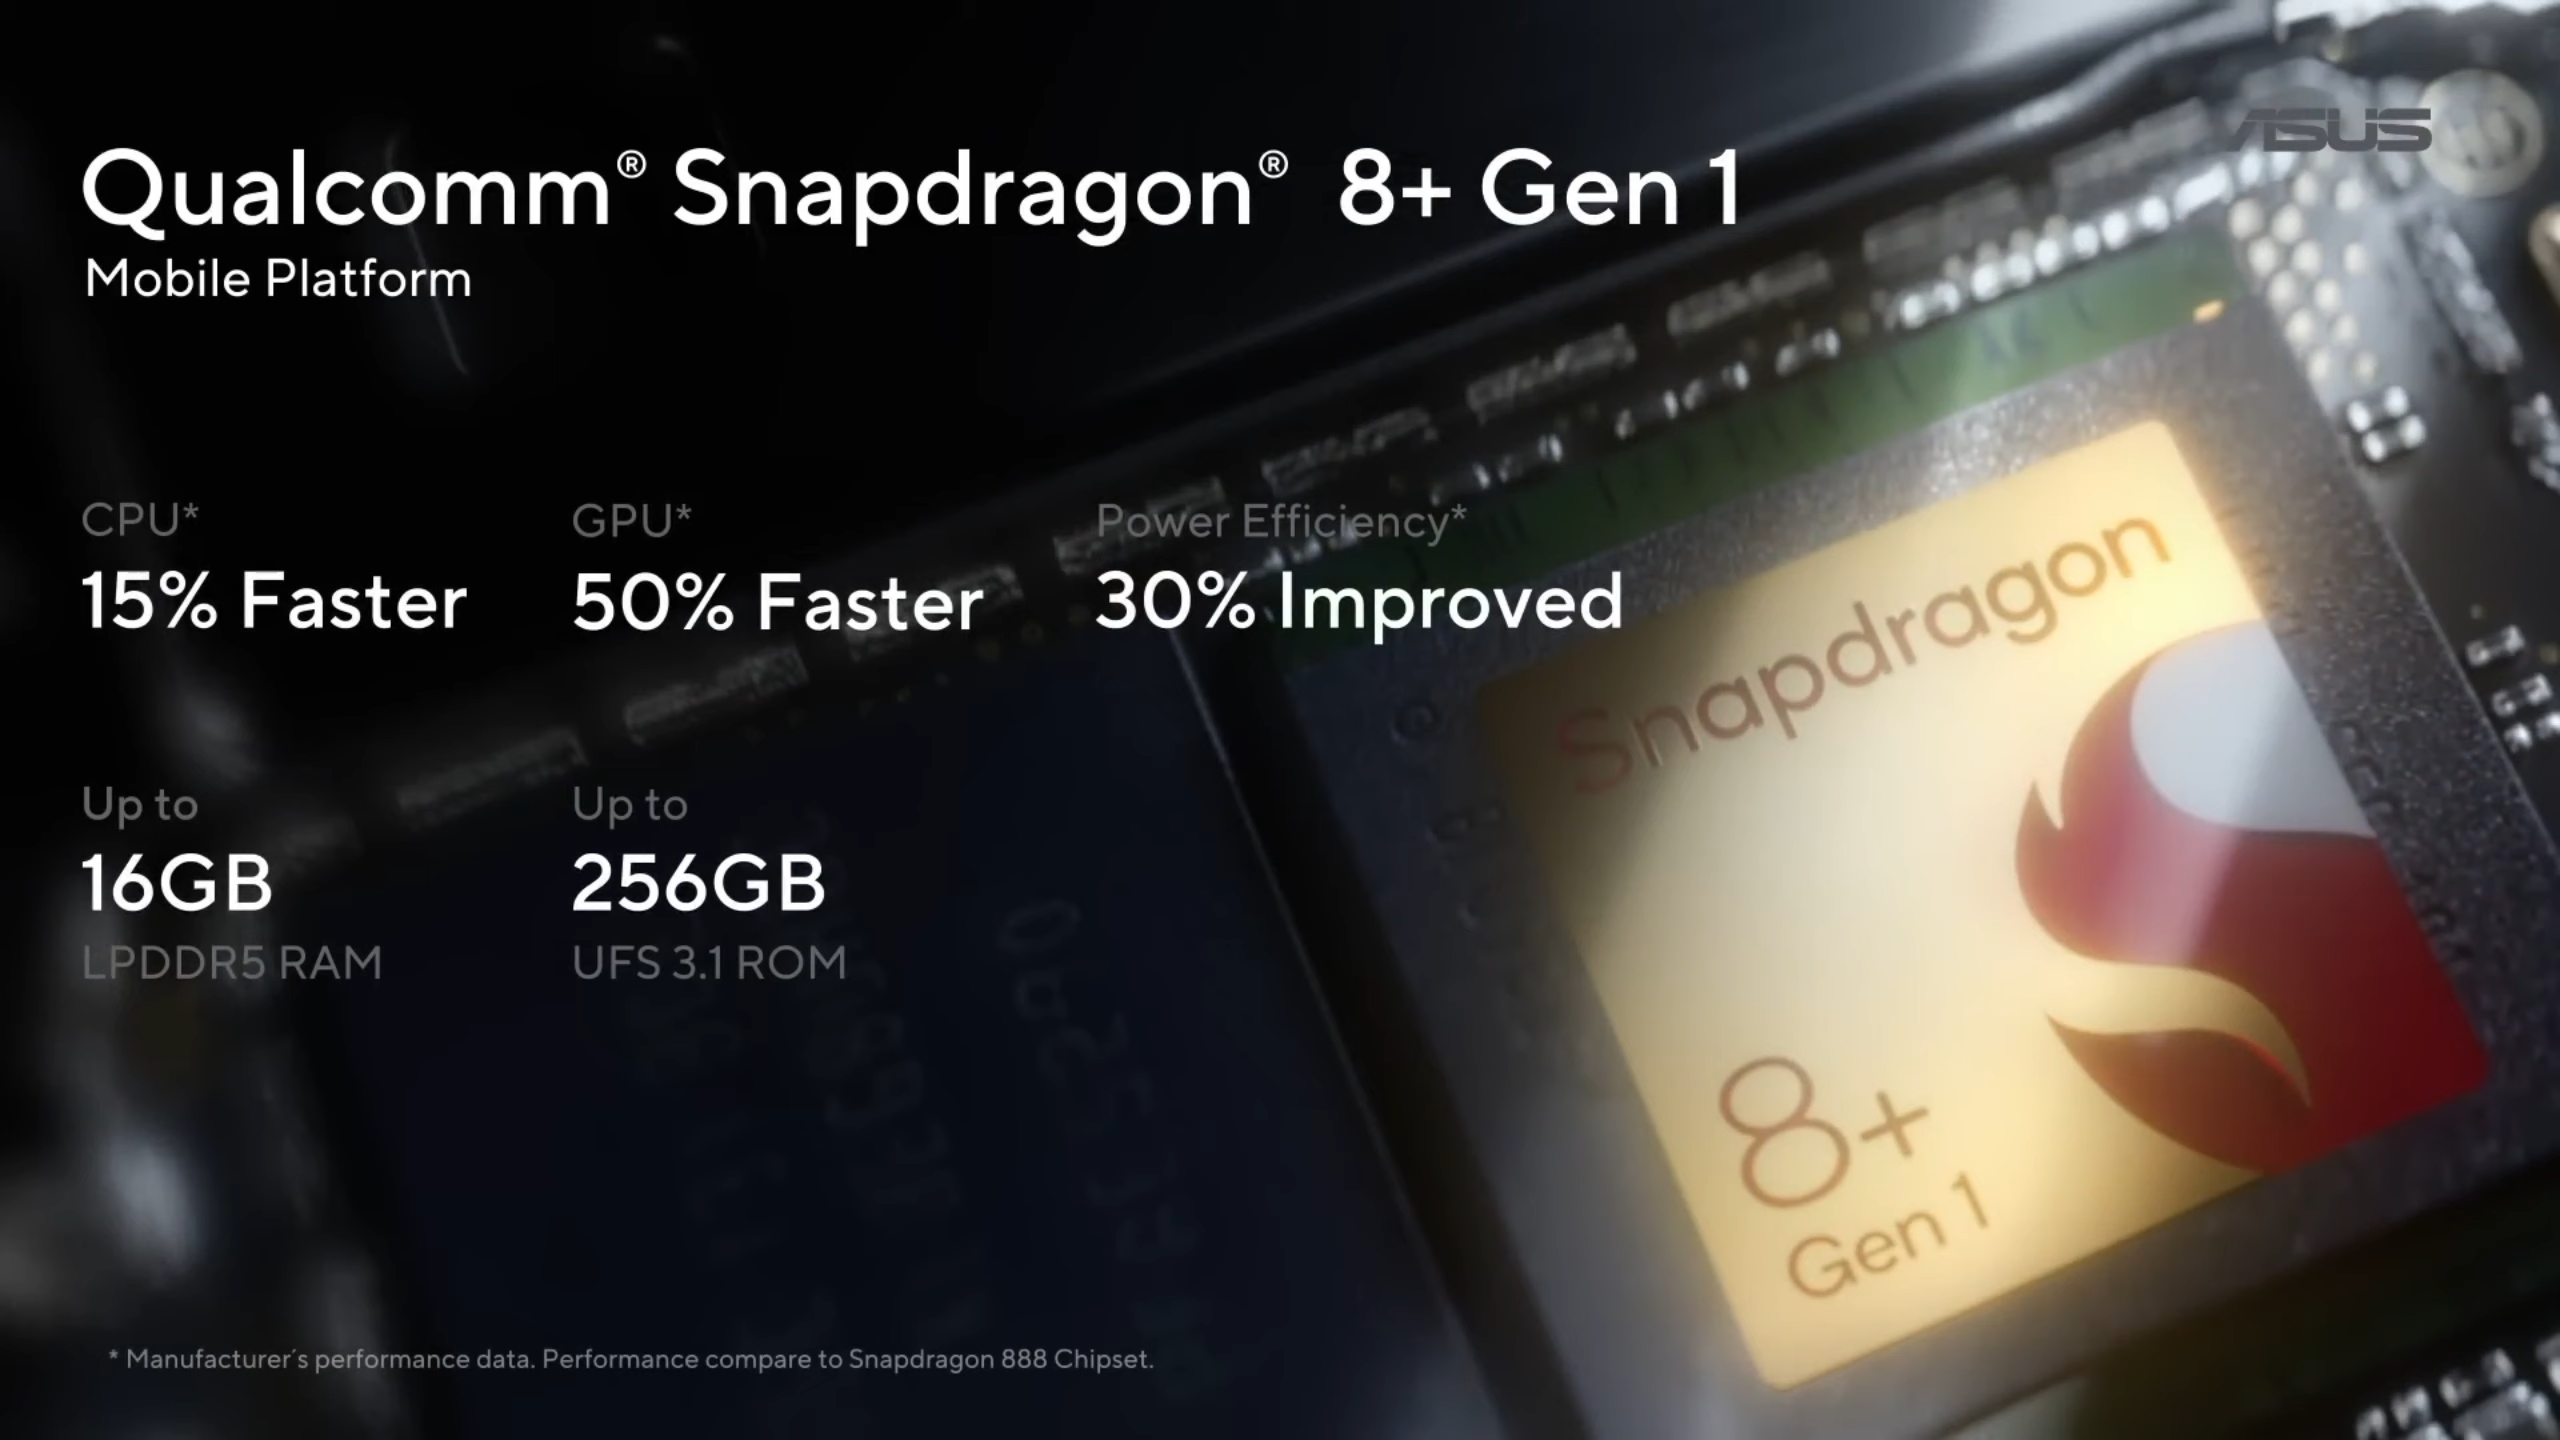 ASUS
Qualcomm® Snapdragon® 8+ Gen 1
Mobile Platform
CPU*
15% Faster
GPU*
50% Faster
Power Efficiency*
30% Improved
Up to
16GB
LPDDR5 RAM
Up to
256GB
UFS 3.1 ROM
Snapdragon
8+
Gen 1
* Manufacturer´s performance data. Performance compare to Snapdragon 888 Chipset.